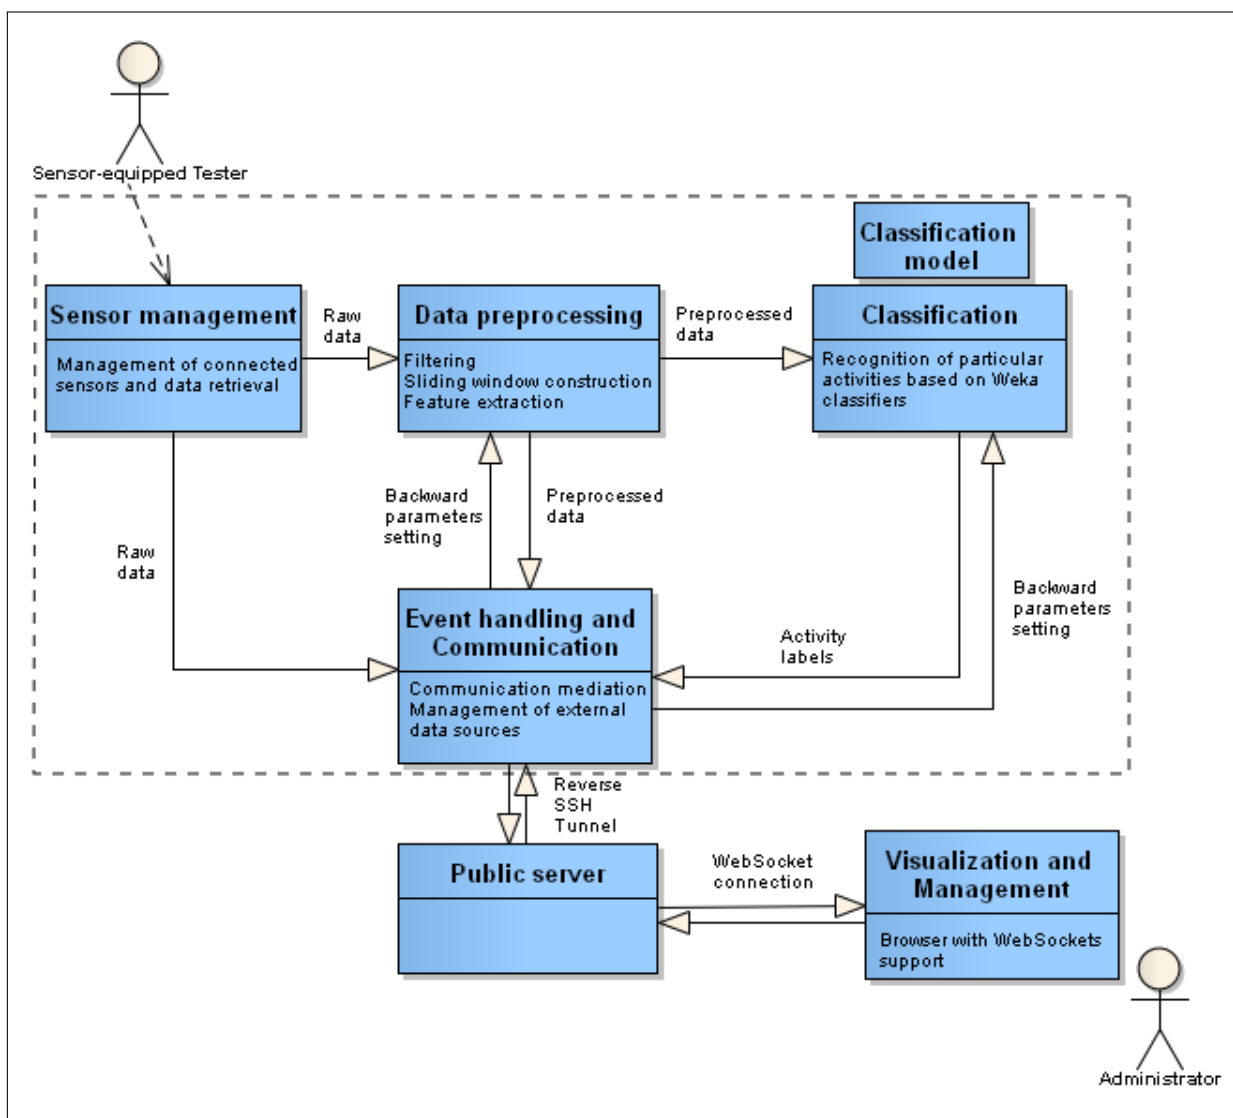 Sensor-equipped Tester
Classification
model
Sensor management
Management of connected
sensors and data retrieval
Raw
data
Data preprocessing
Filtering
Sliding window construction
Feature extraction
Preprocessed
data
Classification
Recognition of particular
activities based on Weka
classifiers
Raw
data
Backward
parameters
setting
Preprocessed
data
Activity
labels
Backward
parameters
setting
Event handling and
Communication
Communication mediation
Management of external
data sources
Reverse
SSH
Tunnel
Public server
WebSocket
connection
Visualization and
Management
Browser with WebSockets
support
Administrator